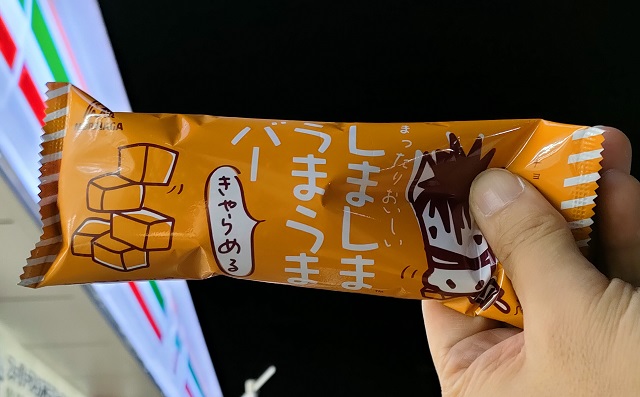 まったりおいしい
しましま
うまうま
バー
きゃらめる